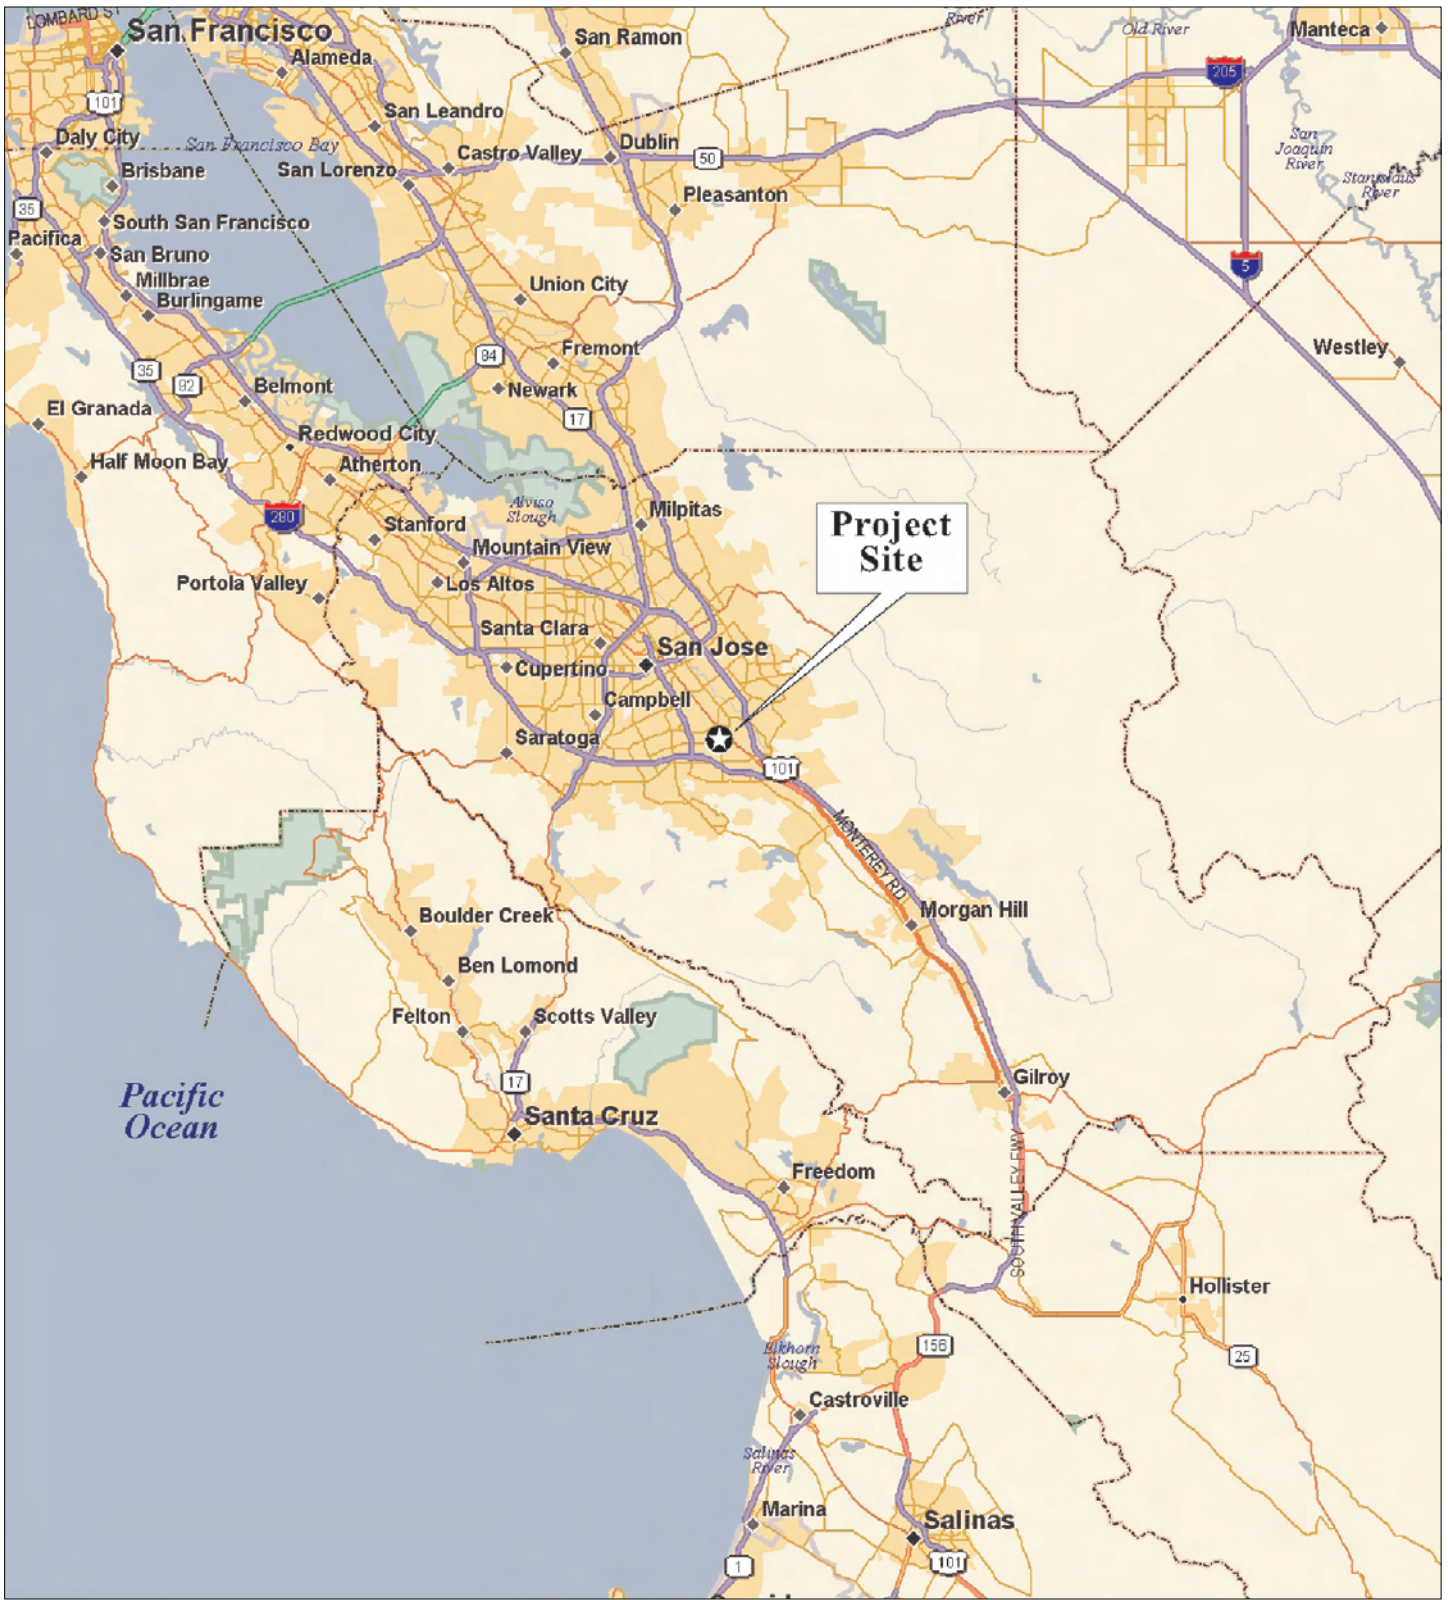 LOMBARD ST
San Francisco
Alameda
San Ramon
River
Old River
Manteca
205
101
San Leandro
Daly City
San Francisco Bay
Castro Valley
Dublin
50
San
Joaquin
River
Brisbane
San Lorenzo
Pleasanton
Stanislaus
River
35
South San Francisco
Pacifica
San Bruno
5
Millbrae
Burlingame
Union City
84
Fremont
Westley
35
92
Belmont
Newark
El Granada
17
Redwood City
Half Moon Bay
Atherton
280
Alviso
Slough
Milpitas
Project
Site
Stanford
Mountain View
Portola Valley
Los Altos
Santa Clara
San Jose
Cupertino
Campbell
Saratoga
101
MONTEREY RD
Boulder Creek
Morgan Hill
Ben Lomond
Felton
Scotts Valley
17
Gilroy
Pacific
Ocean
Santa Cruz
Freedom
SOUTH VALLEY FWY
Hollister
Elkhorn
Slough
156
25
Castroville
Salinas
River
Marina
Salinas
1
101